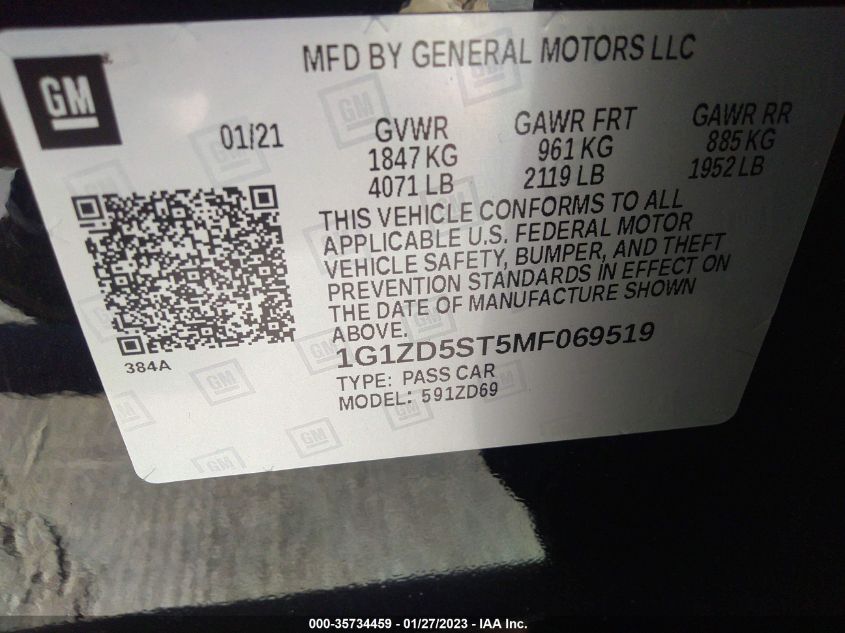 GM
MFD BY GENERAL MOTORS LLC
01/21
GVWR GAWR FRT GAWR RR
1847 KG 961 KG 885 KG
4071 LB 2119 LB 1952 LB
THIS VEHICLE CONFORMS TO ALL
APPLICABLE U.S. FEDERAL MOTOR
VEHICLE SAFETY, BUMPER, AND THEFT
PREVENTION STANDARDS IN EFFECT ON
THE DATE OF MANUFACTURE SHOWN
ABOVE.
384A
1G1ZD5ST5MF069519
TYPE: PASS CAR
MODEL: 591ZD69
000-35734459 — 01/27/2023 — IAA Inc.